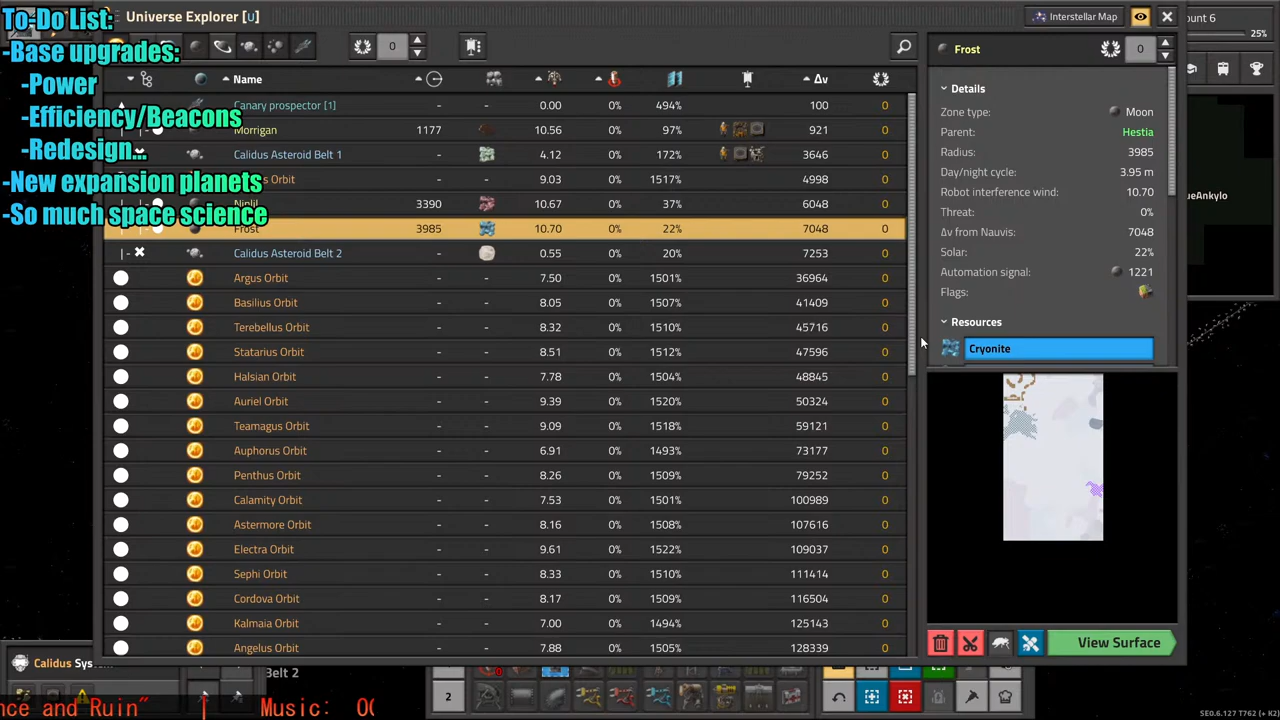 To-Do List:
-Base upgrades:
-Power
-Efficiency/Beacons
-Redesign...
-New expansion planets
-So much space science
Universe Explorer [U]
Interstellar Map
0
Name
Δv
Canary prospector [1] - - 0.00 0% 494% 100 0
Morrigan 1177 10.56 97% 921 0
Calidus Asteroid Belt 1 - 4.12 0% 172% 3646 0
Orbit - - 9.03 0% 1517% 4998 0
3390 10.67 0% 37% 6048 0
Frost 3985 10.70 0% 22% 7048 0
Calidus Asteroid Belt 2 - 0.55 0% 20% 7253 0
Argus Orbit - - 7.50 0% 1501% 36964 0
Basilius Orbit - - 8.05 0% 1507% 41409 0
Terebellus Orbit - - 8.32 0% 1510% 45716 0
Statarius Orbit - - 8.51 0% 1512% 47596 0
Halsian Orbit - - 7.78 0% 1504% 48845 0
Auriel Orbit - - 9.39 0% 1520% 50324 0
Teamagus Orbit - - 9.09 0% 1518% 59121 0
Auphorus Orbit - - 6.91 0% 1493% 73177 0
Penthus Orbit - - 8.26 0% 1509% 79252 0
Calamity Orbit - - 7.53 0% 1501% 100989 0
Astermore Orbit - - 8.16 0% 1508% 107616 0
Electra Orbit - - 9.61 0% 1522% 109037 0
Sephi Orbit - - 8.33 0% 1510% 111414 0
Cordova Orbit - - 8.17 0% 1509% 116504 0
Kalmaia Orbit - - 7.00 0% 1494% 125143 0
Angelus Orbit - - 7.88 0% 1505% 128339 0
Frost
0
Details
Zone type: Moon
Parent: Hestia
Radius: 3985
Day/night cycle: 3.95 m
Robot interference wind: 10.70
Threat: 0%
Δv from Nauvis: 7048
Solar: 22%
Automation signal: 1221
Flags:
Resources
Cryonite
View Surface
ount 6
25%
ueAnkylo
Calidus Sys
Belt 2
2
nce and Ruin" | Music: OC
SE0.6.127 T762 (+ K2)